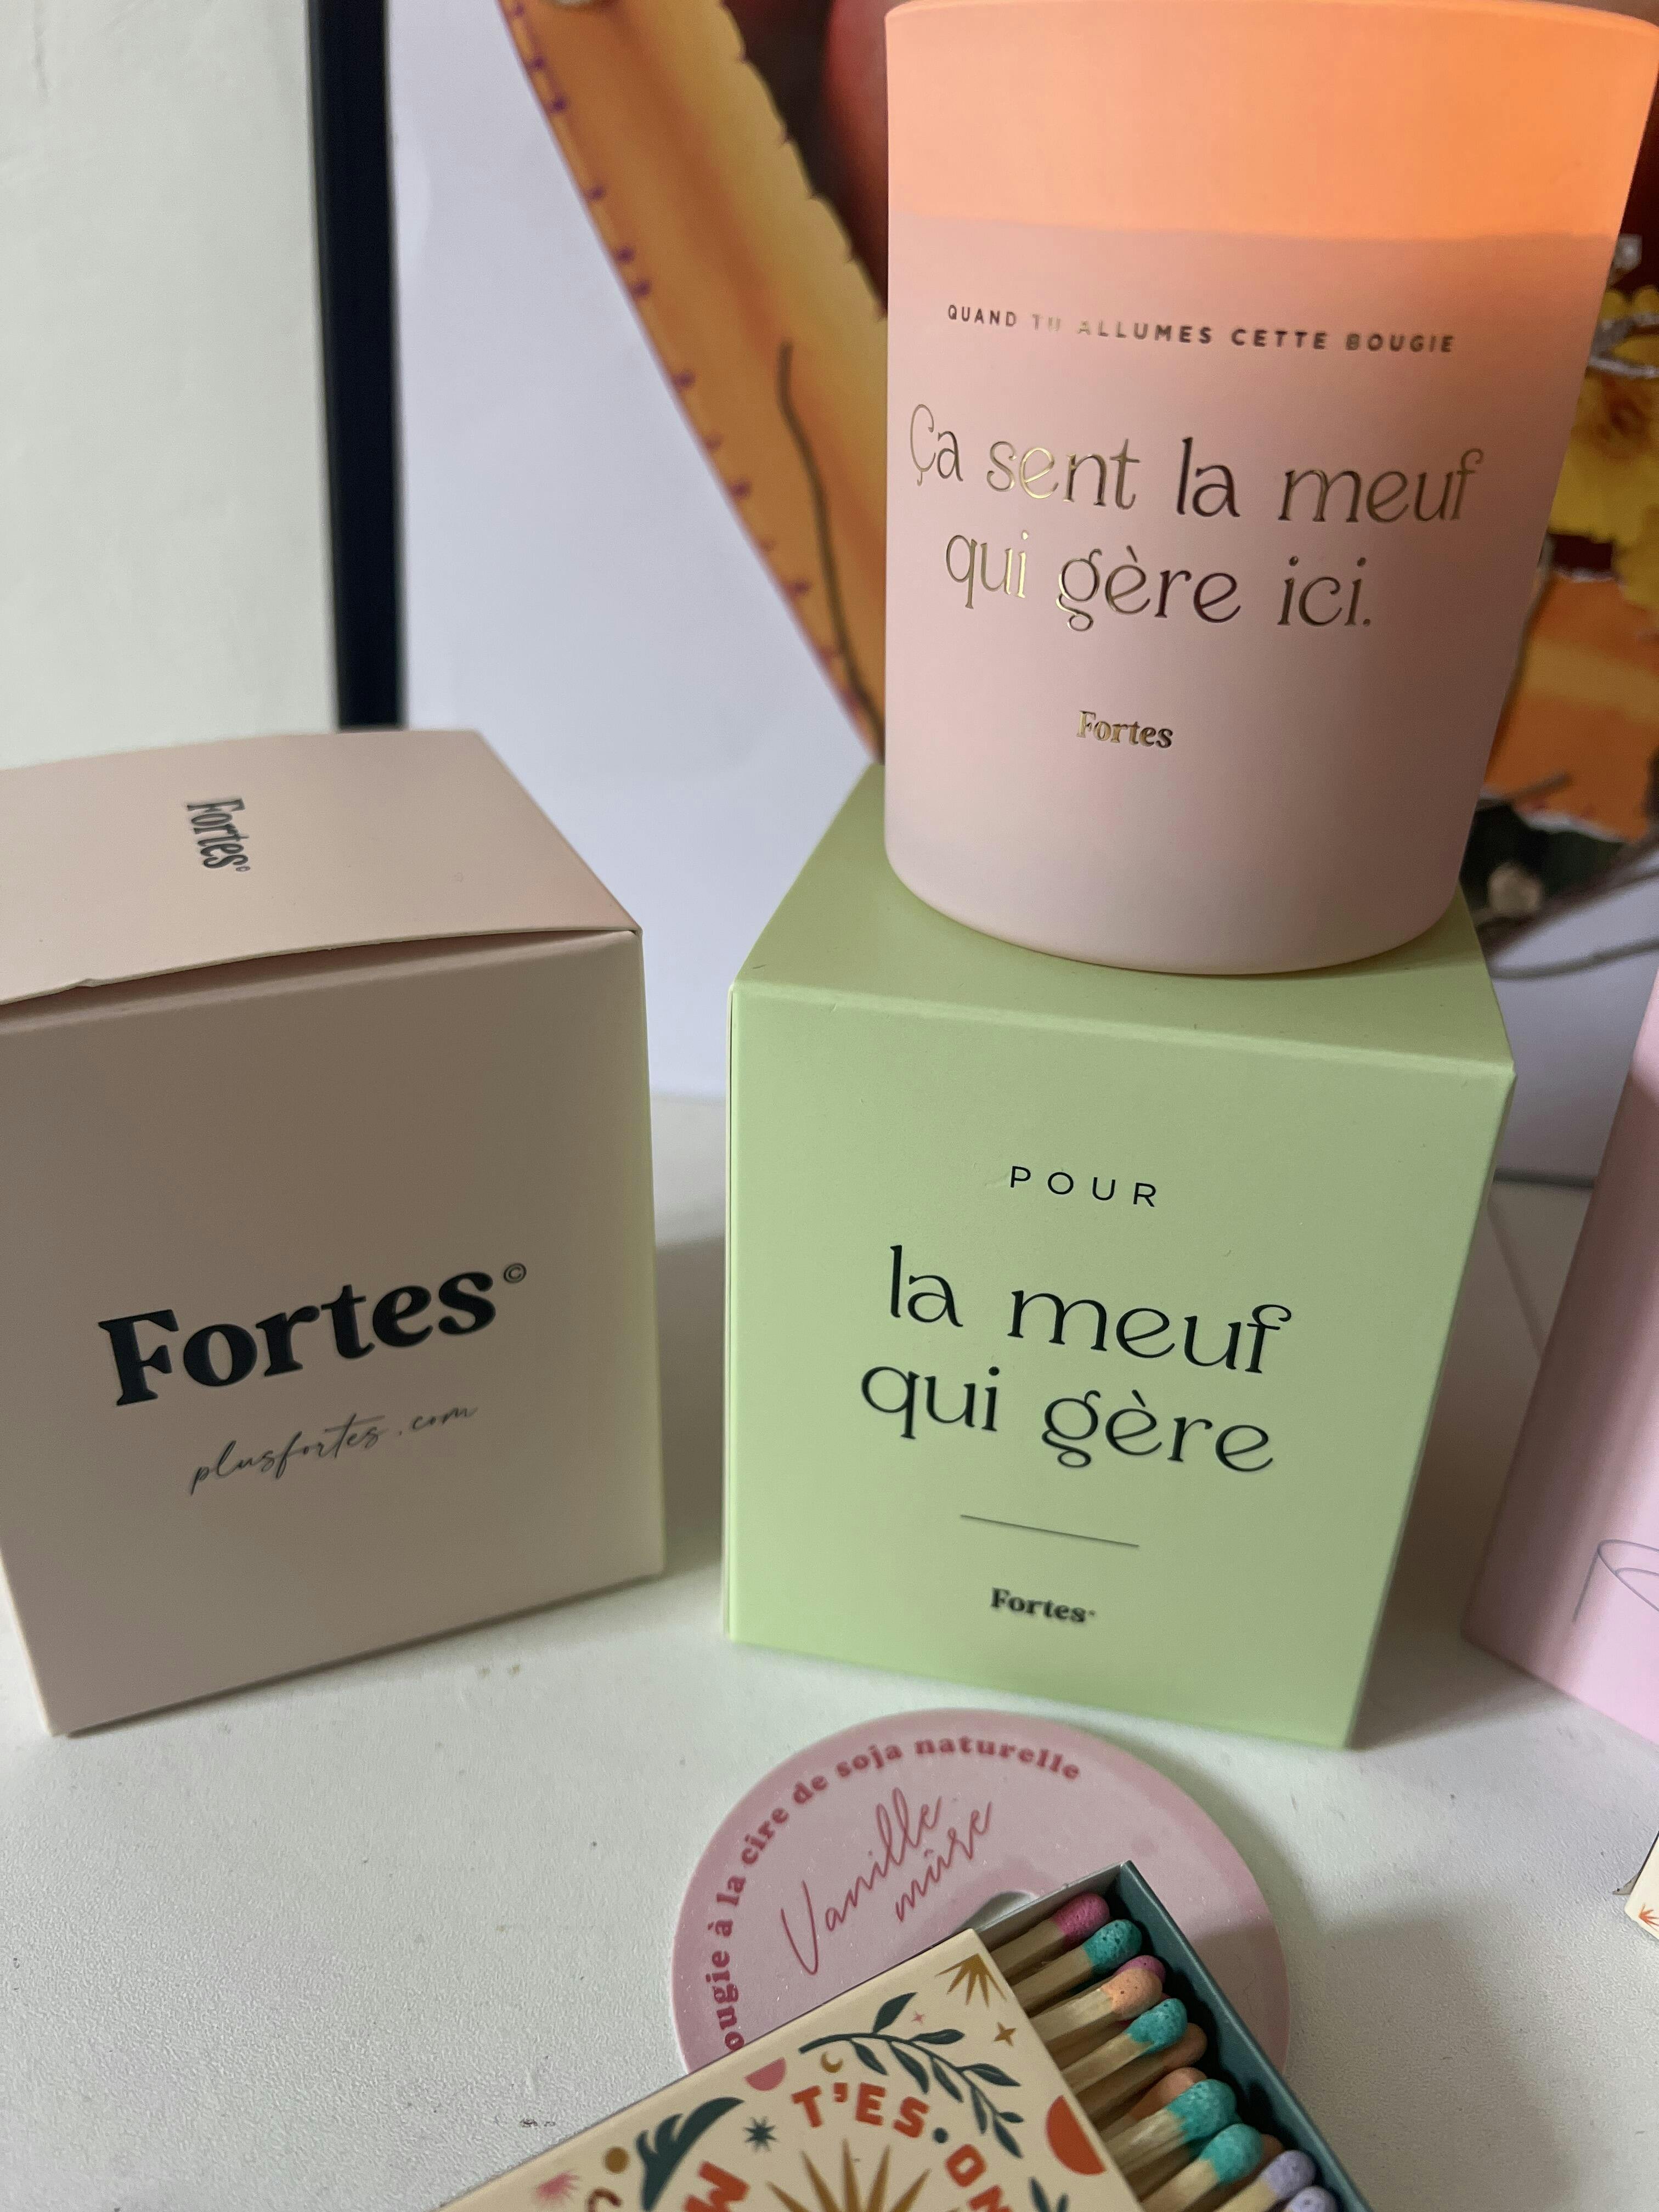 QUAND TU ALLUMES CETTE BOUGIE
Ça sent la meuf
qui gère ici.
Fortes
Fortes©
Fortes©
plusfortes.com
POUR
la meuf
qui gère
Fortes©
ougie à la cire de soja naturelle
Vanille
mûre
T'ES